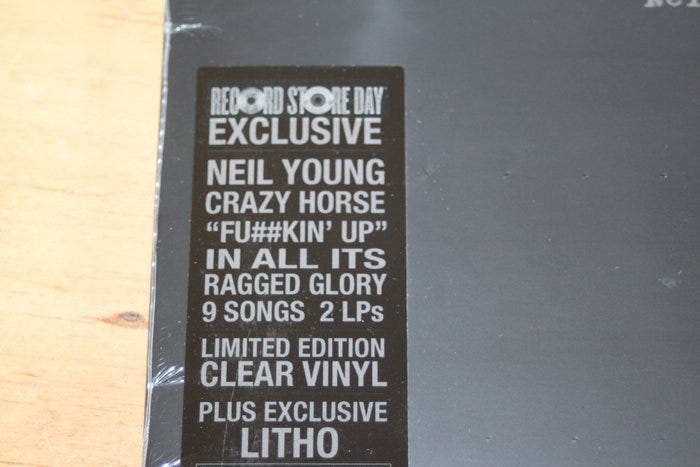 RECORD STORE DAY
EXCLUSIVE
NEIL YOUNG
CRAZY HORSE
“FU##KIN’ UP”
IN ALL ITS
RAGGED GLORY
9 SONGS 2 LPs
LIMITED EDITION
CLEAR VINYL
PLUS EXCLUSIVE
LITHO